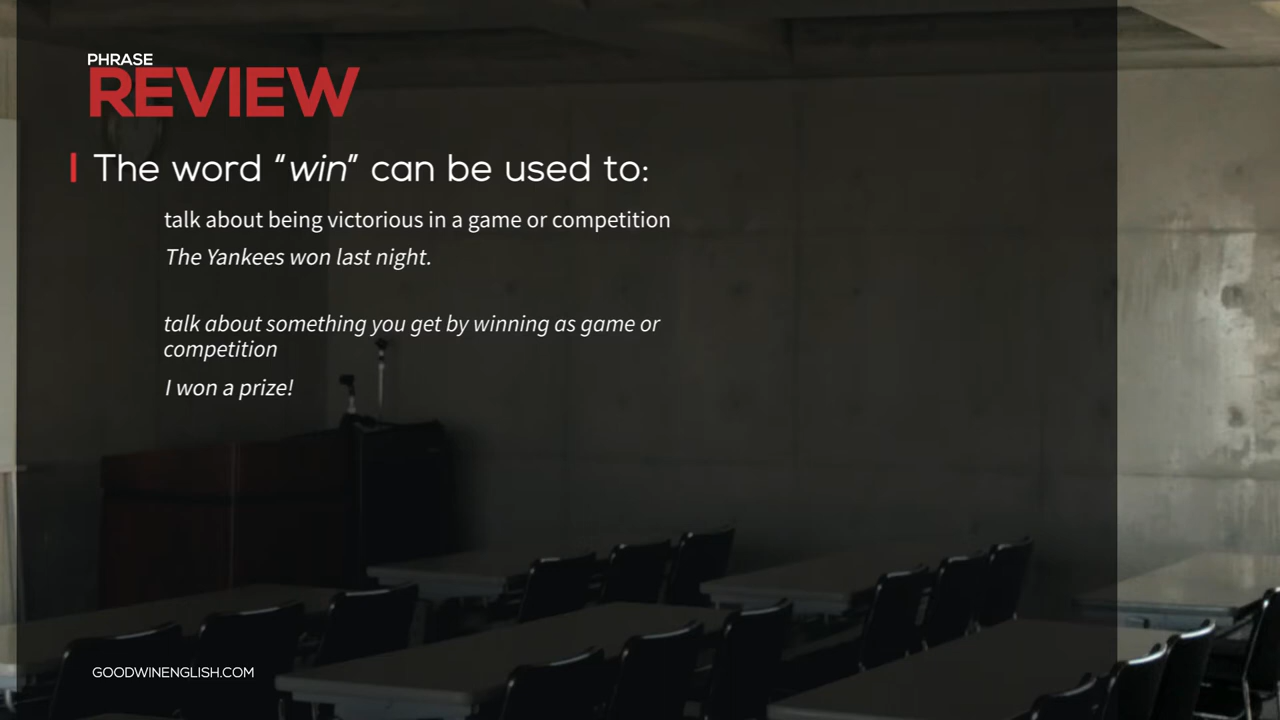 PHRASE
REVIEW
The word “win” can be used to:
talk about being victorious in a game or competition
The Yankees won last night.
talk about something you get by winning as game or
competition
I won a prize!
GOODWINENGLISH.COM